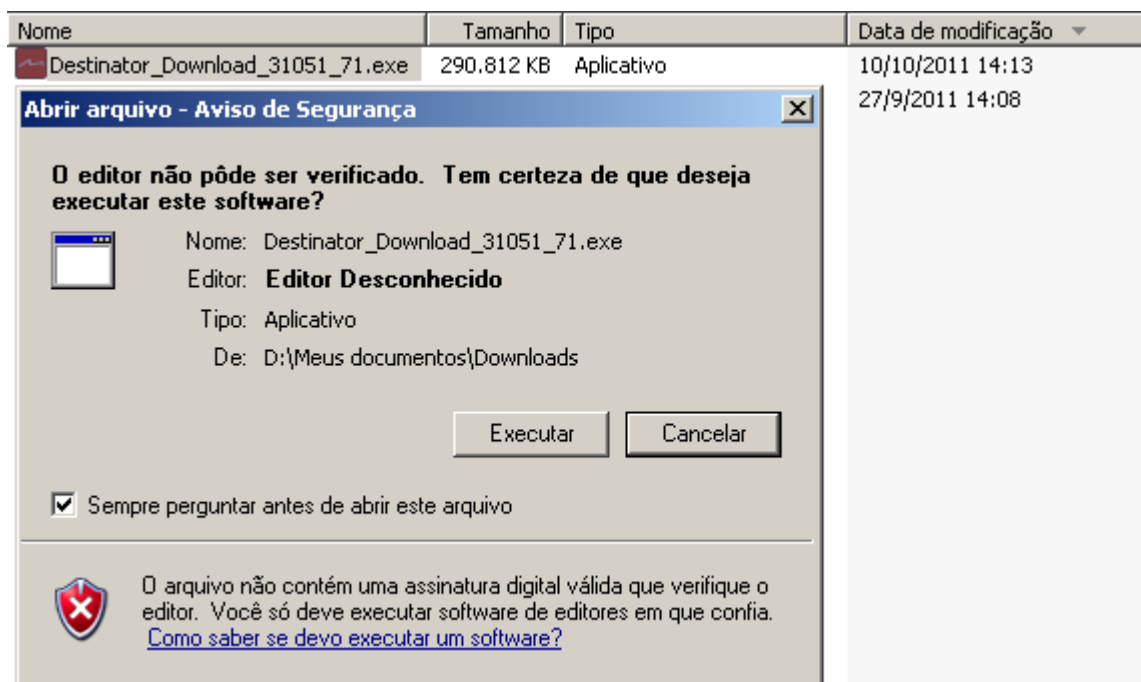 Nome Tamanho Tipo Data de modificação
Destinator_Download_31051_71.exe 290.812 KB Aplicativo 10/10/2011 14:13
27/9/2011 14:08
Abrir arquivo - Aviso de Segurança
O editor não pôde ser verificado. Tem certeza de que deseja
executar este software?
Nome: Destinator_Download_31051_71.exe
Editor: Editor Desconhecido
Tipo: Aplicativo
De: D:\Meus documentos\Downloads
Executar Cancelar
Sempre perguntar antes de abrir este arquivo
O arquivo não contém uma assinatura digital válida que verifique o
editor. Você só deve executar software de editores em que confia.
Como saber se devo executar um software?